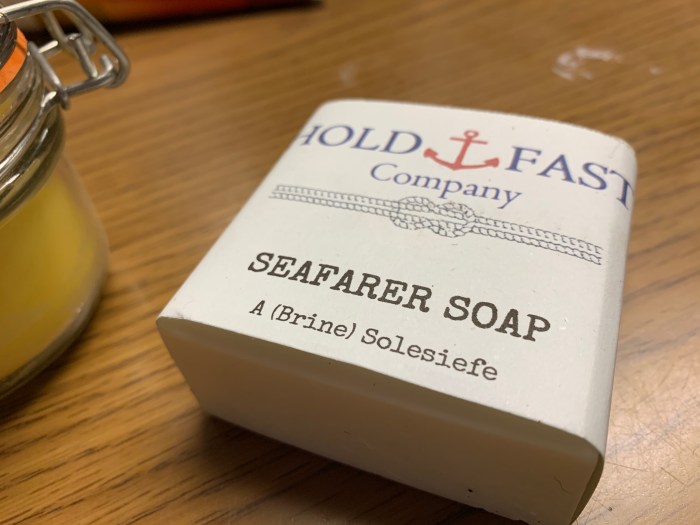 HOLD FAST
Company
SEAFARER SOAP
A (Brine) Solesiefe